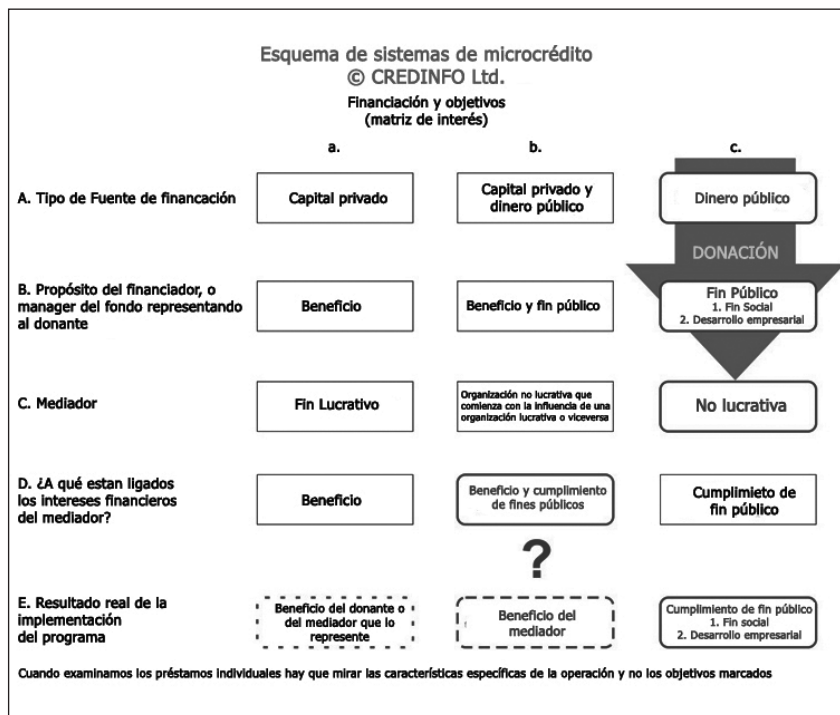 Esquema de sistemas de microcrédito
© CREDINFO Ltd.
Financiación y objetivos
(matriz de interés)
a.
b.
c.
A. Tipo de Fuente de financación
Capital privado
Capital privado y
dinero público
Dinero público
DONACIÓN
B. Propósito del financiador, o
manager del fondo representando
al donante
Beneficio
Beneficio y fin público
Fin Público
1. Fin Social
2. Desarrollo empresarial
C. Mediador
Fin Lucrativo
Organización no lucrativa que
comienza con la influencia de una
organización lucrativa o viceversa
No lucrativa
D. ¿A qué estan ligados
los intereses financieros
del mediador?
Beneficio
Beneficio y cumplimiento
de fines públicos
Cumplimieto de
fin público
?
E. Resultado real de la
implementación
del programa
Beneficio del donante o
del mediador que lo
represente
Beneficio del
mediador
Cumplimiento de fin público
1. Fin social
2. Desarrollo empresarial
Cuando examinamos los préstamos individuales hay que mirar las características específicas de la operación y no los objetivos marcados